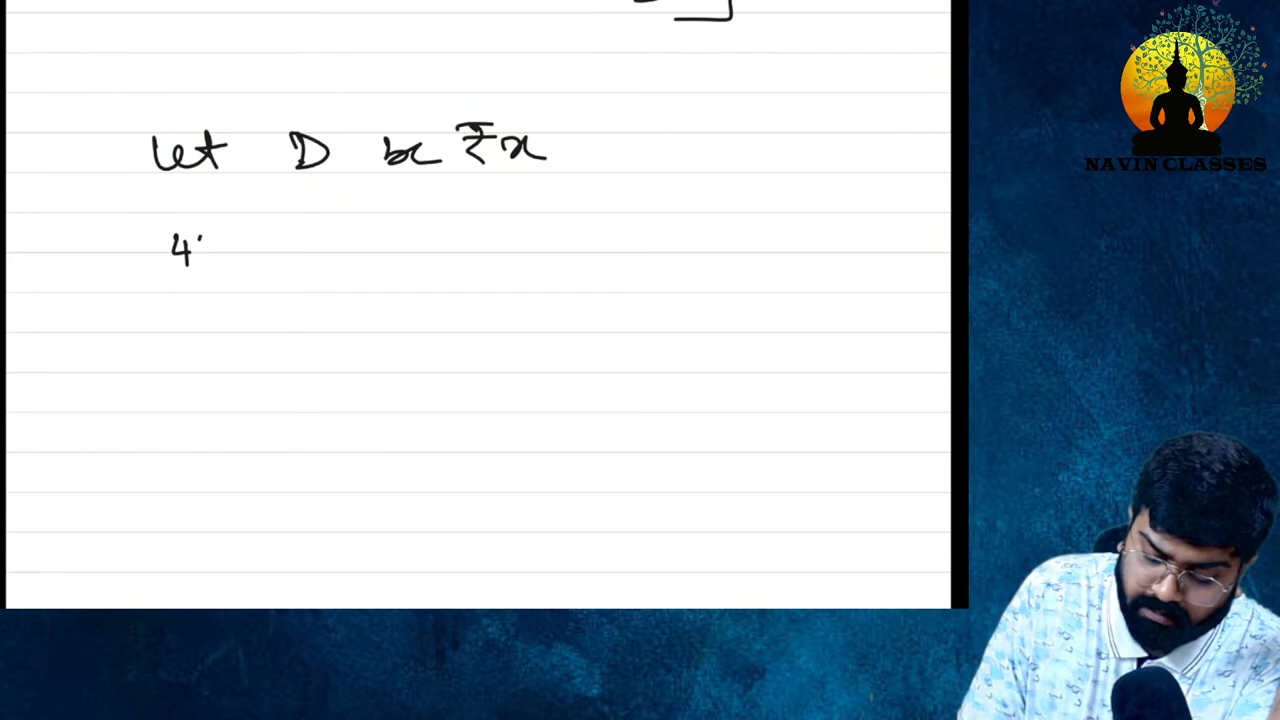 NAVIN CLASSES
Let D be ₹x
4